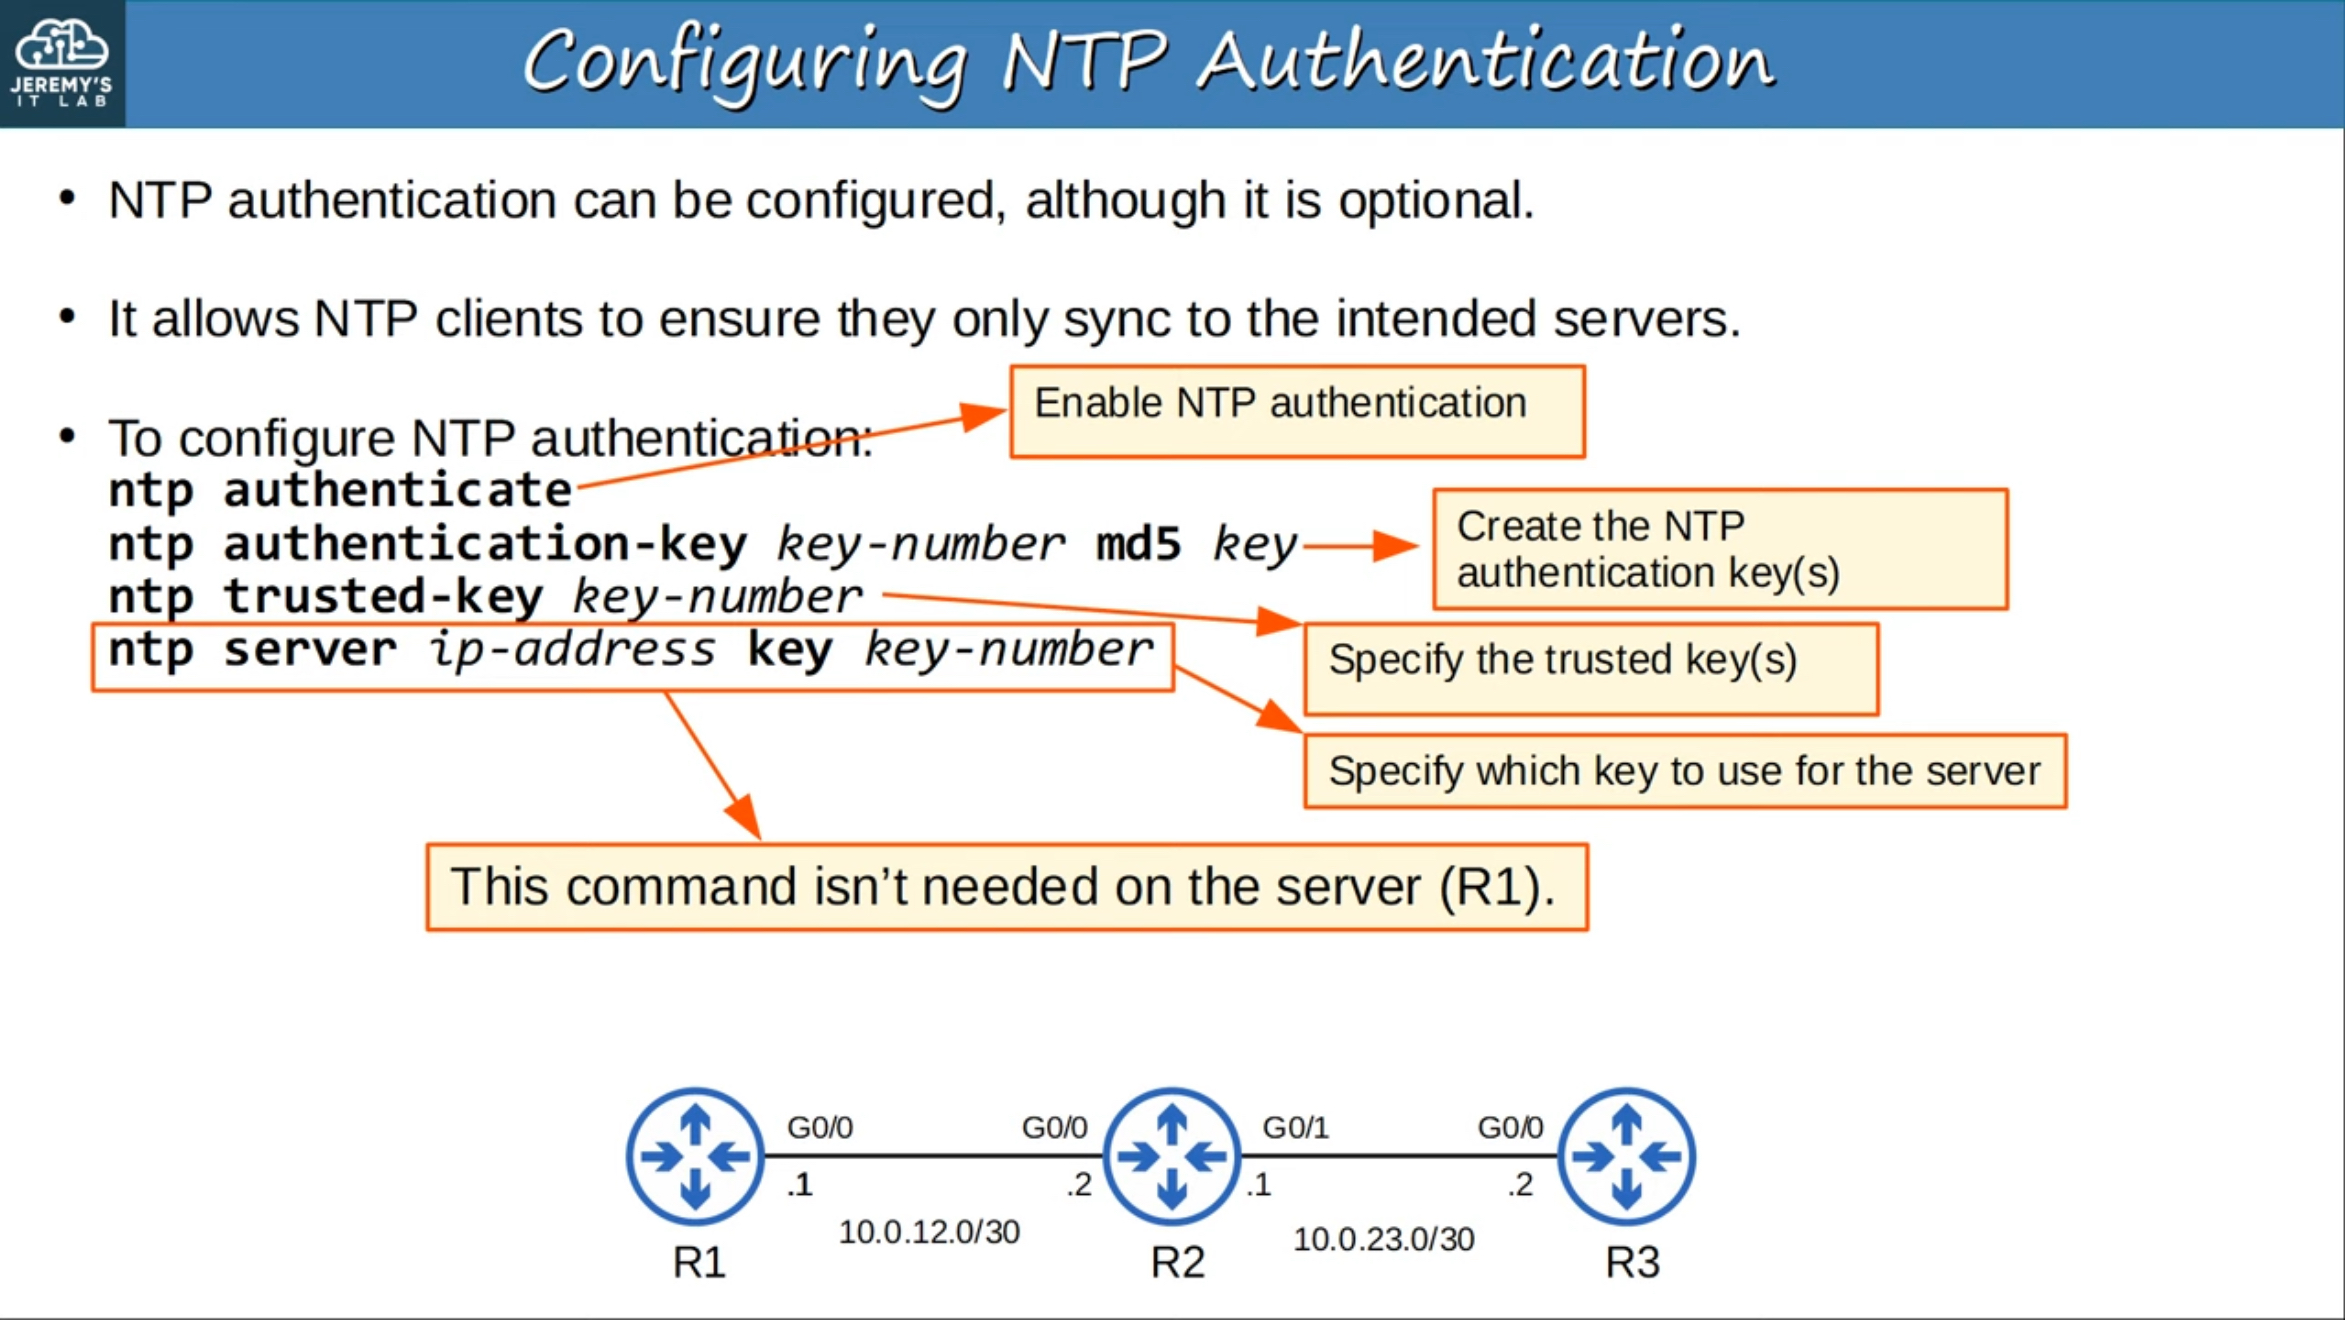 JEREMY'S
IT LAB
Configuring NTP Authentication
• NTP authentication can be configured, although it is optional.
• It allows NTP clients to ensure they only sync to the intended servers.
Enable NTP authentication
• To configure NTP authentication:
ntp authenticate
ntp authentication-key key-number md5 key
Create the NTP
authentication key(s)
ntp trusted-key key-number
ntp server ip-address key key-number
Specify the trusted key(s)
Specify which key to use for the server
This command isn’t needed on the server (R1).
G0/0 G0/0 G0/1 G0/0
.1 .2 .1 .2
10.0.12.0/30 10.0.23.0/30
R1 R2 R3